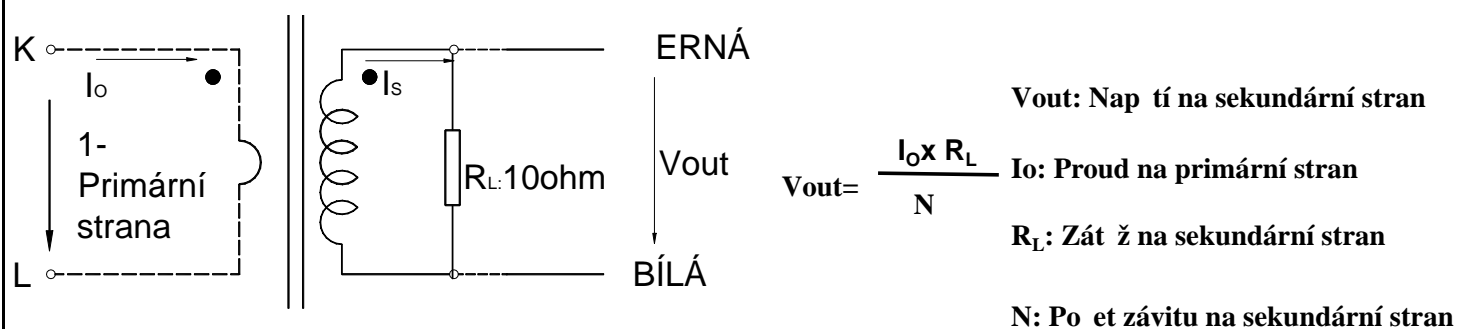 K
Io
1-
Primární
strana
L
Is
RL:10ohm
ERNÁ
Vout
BÍLÁ
Vout= IOx RL
N
Vout: Nap tí na sekundární stran
Io: Proud na primární stran
RL: Zát ž na sekundární stran
N: Po et závitu na sekundární stran